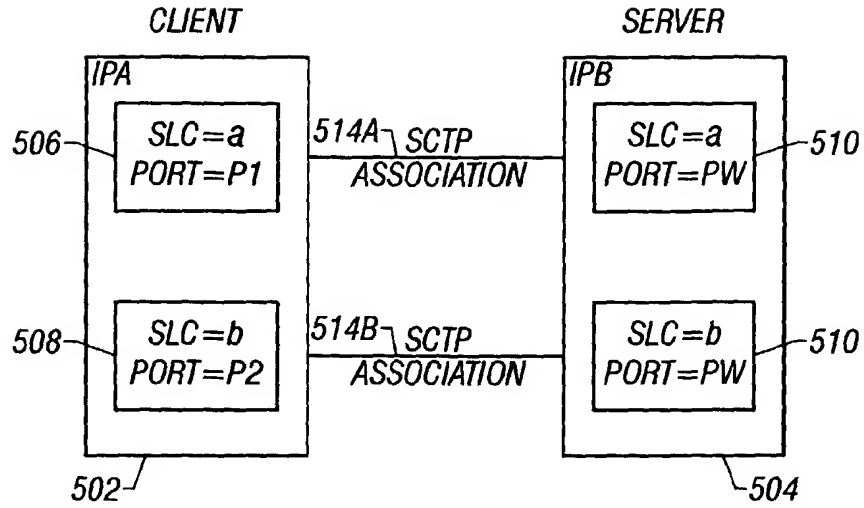 CLIENT
SERVER
IPA
IPB
506
SLC=a
PORT=P1
514A
SCTP
ASSOCIATION
SLC=a
PORT=PW
510
508
SLC=b
PORT=P2
514B
SCTP
ASSOCIATION
SLC=b
PORT=PW
510
502
504